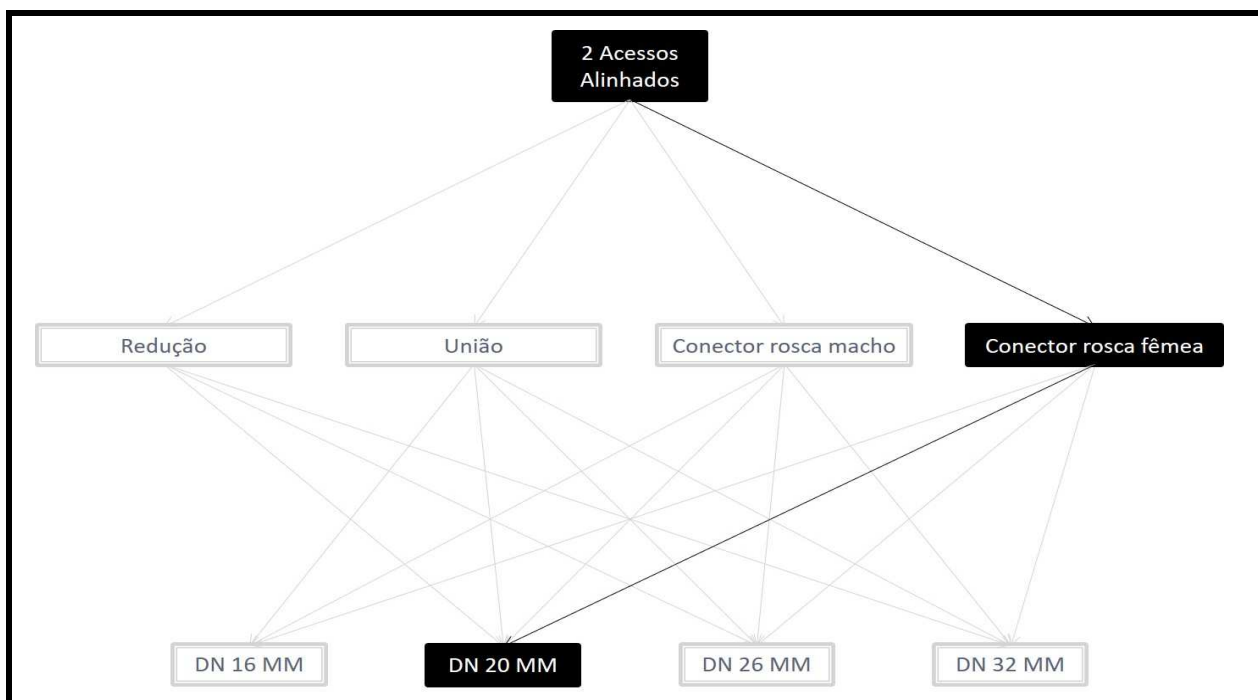 2 Acessos
Alinhados
Redução
União
Conector rosca macho
Conector rosca fêmea
DN 16 MM
DN 20 MM
DN 26 MM
DN 32 MM